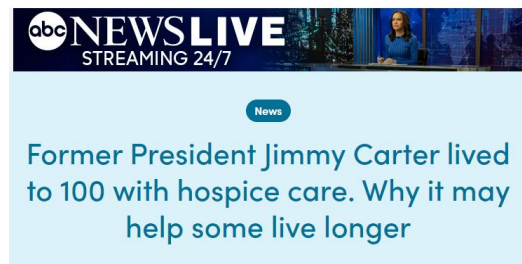 abc NEWS LIVE
STREAMING 24/7
News
Former President Jimmy Carter lived
to 100 with hospice care. Why it may
help some live longer